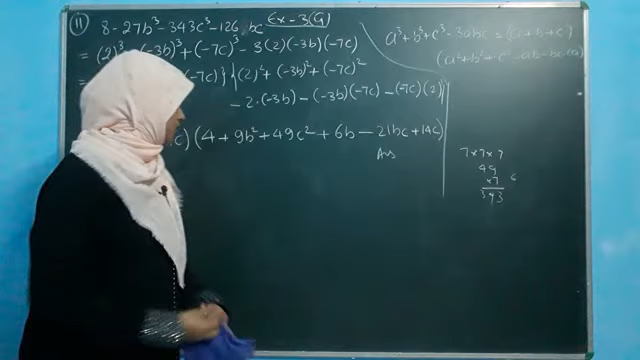 11 8-27b³-343c³-126 bc Ex-3(G)
= (2)³ (-3b)³+(-7c)³-3(2)(-3b)(-7c)
(-7c)} {(2)²+(-3b)²+(-7c)²
-2·(-3b)-(-3b)(-7c)-(-7c)(2)}
c)(4+9b²+49c²+6b-21bc+14c)
Ans
a³+b³+c³-3abc=(a+b+c)
(a²+b²+c²-ab-bc-ca)
7×7×7
49
×7 6
343